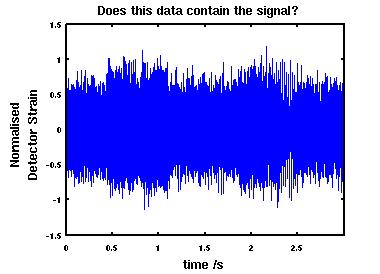 Does this data contain the signal?
1.5
1
0.5
0
-0.5
-1
-1.5
0 0.5 1 1.5 2 2.5
Normalised
Detector Strain
time /s